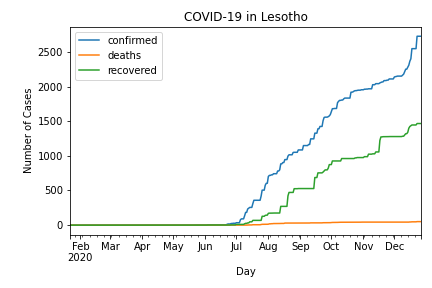 COVID-19 in Lesotho
confirmed
deaths
recovered
Number of Cases
2500
2000
1500
1000
500
0
Feb Mar Apr May Jun Jul Aug Sep Oct Nov Dec
2020
Day